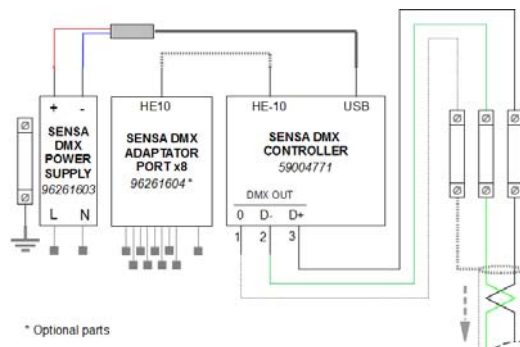 + -
SENSA
DMX
POWER
SUPPLY
96261603
L N
HE10
SENSA DMX
ADAPTATOR
PORT x8
96261604 *
HE-10 USB
SENSA DMX
CONTROLLER
59004771
DMX OUT
0 D- D+
1 2 3
* Optional parts